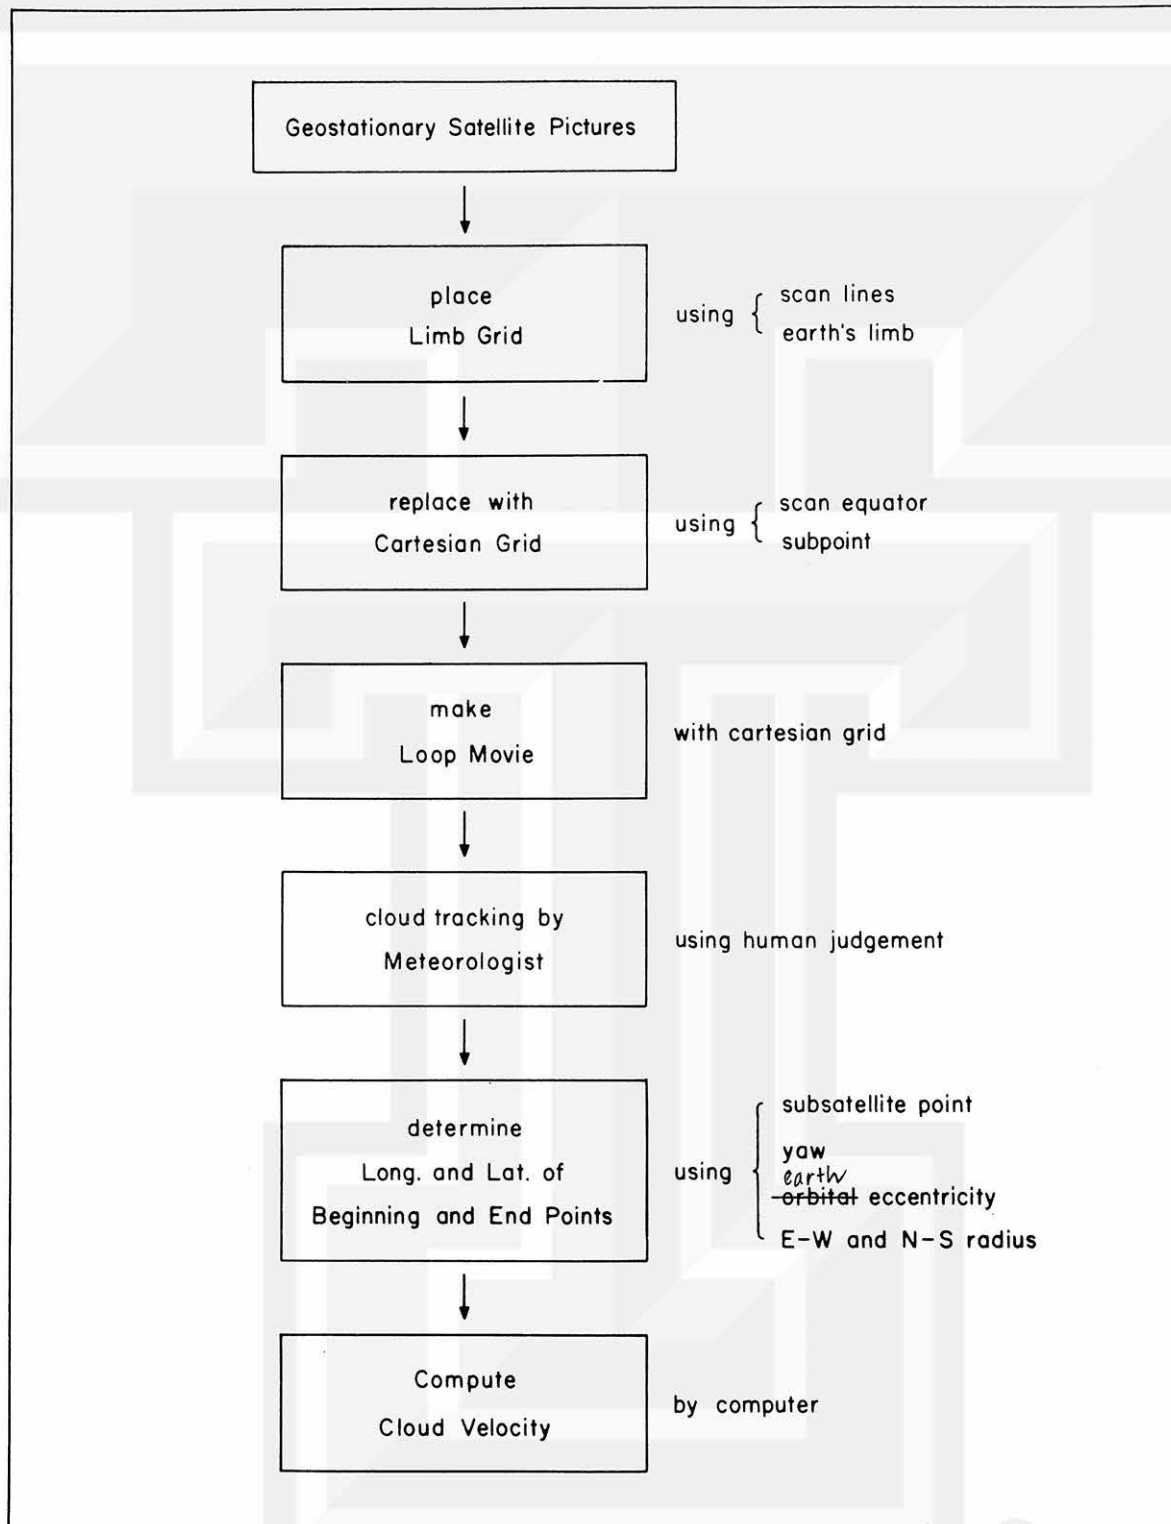 Geostationary Satellite Pictures
place
Limb Grid
using { scan lines
earth's limb
replace with
Cartesian Grid
using { scan equator
subpoint
make
Loop Movie
with cartesian grid
cloud tracking by
Meteorologist
using human judgement
determine
Long. and Lat. of
Beginning and End Points
using { subsatellite point
yaw
earth
orbital eccentricity
E-W and N-S radius
Compute
Cloud Velocity
by computer